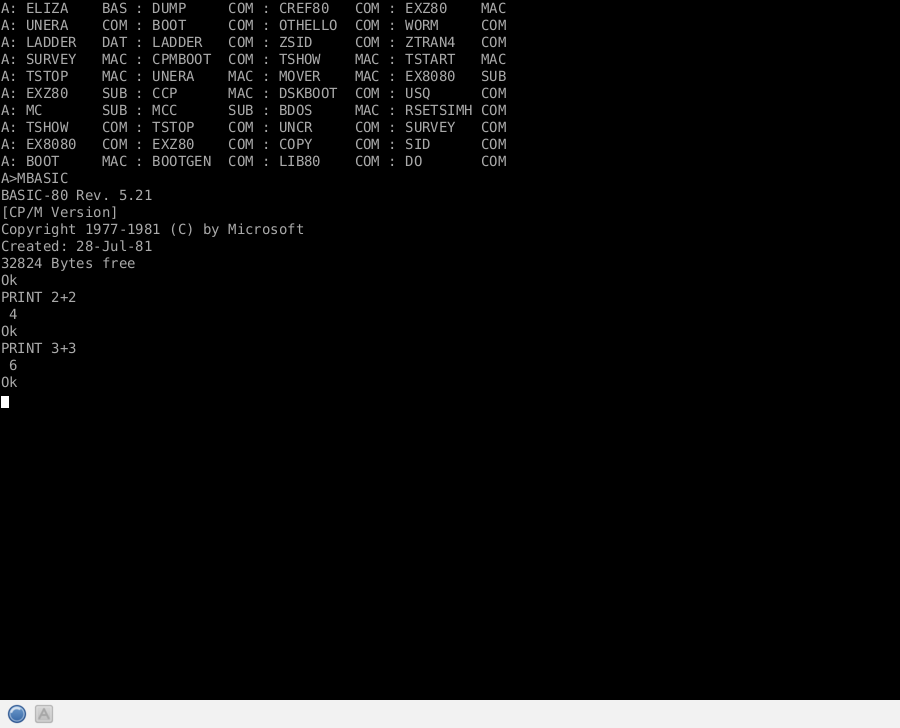 A: ELIZA    BAS : DUMP     COM : CREF80   COM : EXZ80    MAC
A: UNERA    COM : BOOT     COM : OTHELLO  COM : WORM     COM
A: LADDER   DAT : LADDER   COM : ZSID     COM : ZTRAN4   COM
A: SURVEY   MAC : CPMBOOT  COM : TSHOW    MAC : TSTART   MAC
A: TSTOP    MAC : UNERA    MAC : MOVER    MAC : EX8080   SUB
A: EXZ80    SUB : CCP      MAC : DSKBOOT  COM : USQ      COM
A: MC       SUB : MCC      SUB : BDOS     MAC : RSETSIMH COM
A: TSHOW    COM : TSTOP    COM : UNCR     COM : SURVEY   COM
A: EX8080   COM : EXZ80    COM : COPY     COM : SID      COM
A: BOOT     MAC : BOOTGEN  COM : LIB80    COM : DO       COM
A>MBASIC
BASIC-80 Rev. 5.21
[CP/M Version]
Copyright 1977-1981 (C) by Microsoft
Created: 28-Jul-81
32824 Bytes free
Ok
PRINT 2+2
 4
Ok
PRINT 3+3
 6
Ok
A